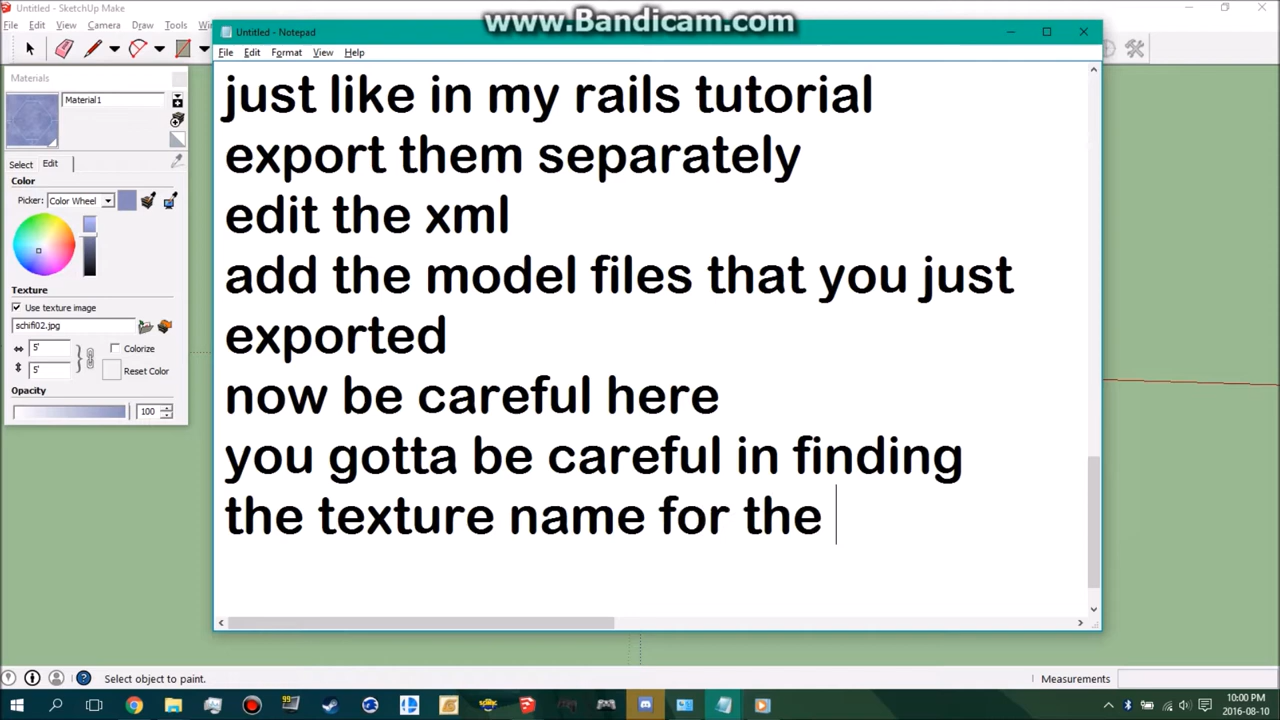 Untitled - SketchUp Make
www.Bandicam.com
File Edit View Camera Draw Tools
Untitled - Notepad
File Edit Format View Help
just like in my rails tutorial
export them separately
edit the xml
add the model files that you just
exported
now be careful here
you gotta be careful in finding
the texture name for the
Materials
Material1
Select Edit
Color
Picker: Color Wheel
Texture
Use texture image
schifi02.jpg
5'
Colorize
5'
Reset Color
Opacity
100
Select object to paint.
Measurements
99
10:00 PM
2016-08-10